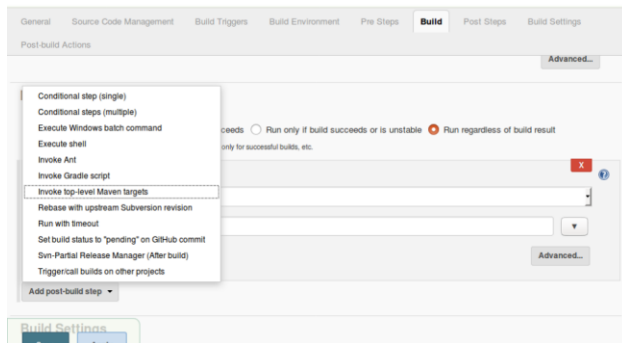 General Source Code Management Build Triggers Build Environment Pre Steps Build Post Steps Build Settings
Post-build Actions
Advanced...
Conditional step (single)
Conditional steps (multiple)
Execute Windows batch command
ceeds Run only if build succeeds or is unstable Run regardless of build result
Execute shell
only for successful builds, etc.
Invoke Ant
X
Invoke Gradle script
Invoke top-level Maven targets
Rebase with upstream Subversion revision
Run with timeout
Set build status to "pending" on GitHub commit
Svn-Partial Release Manager (After build)
Advanced...
Trigger/call builds on other projects
Add post-build step
Build Settings